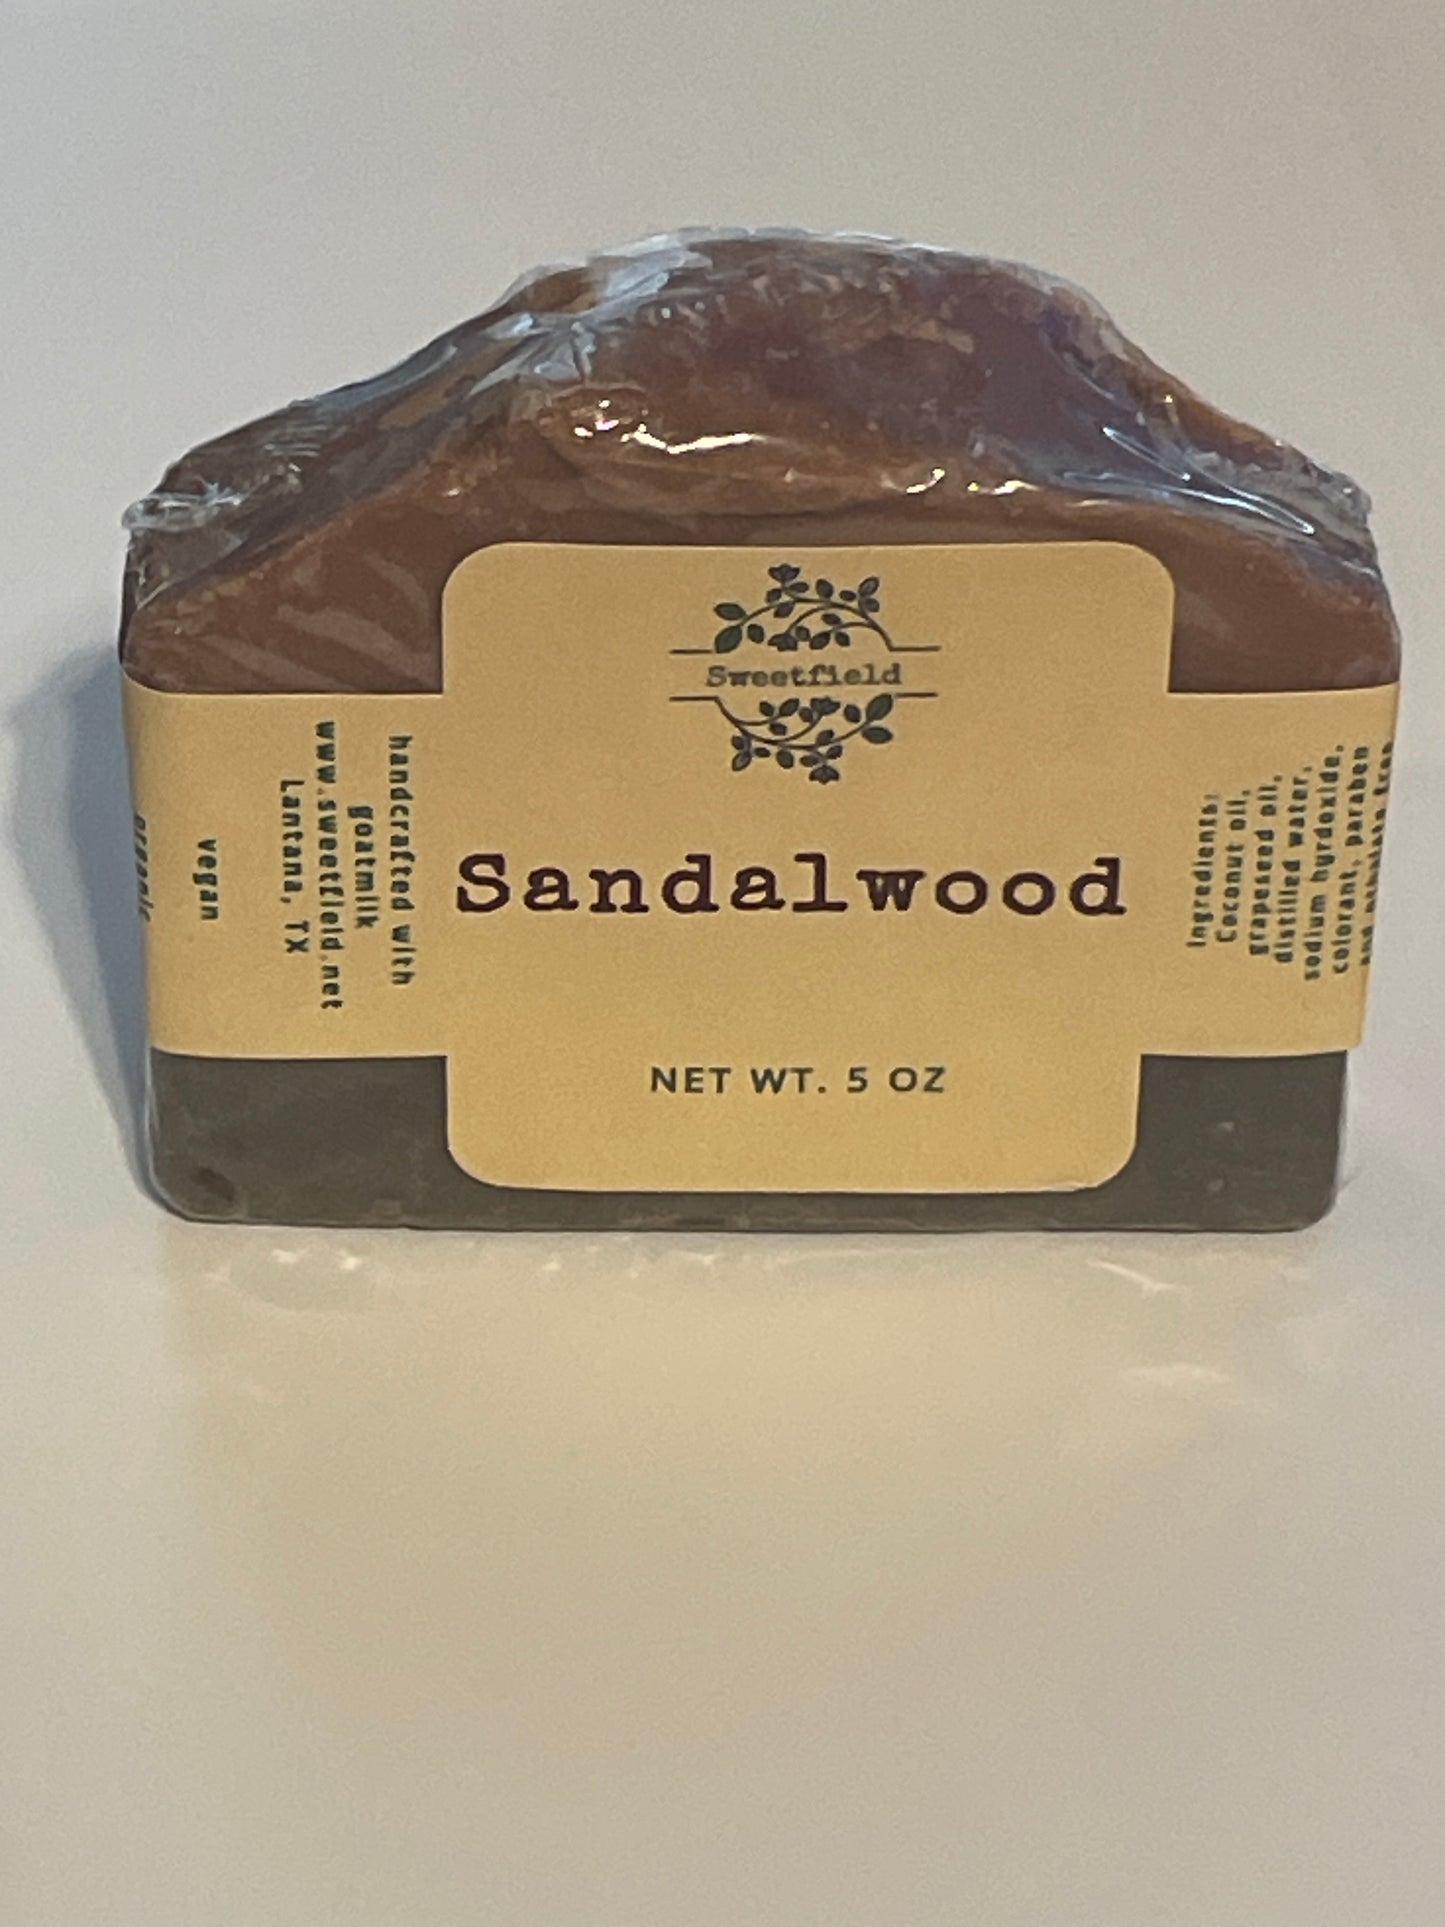 Sweetfield
Sandalwood
NET WT. 5 OZ
handcrafted with
goatmilk
www.sweetfield.net
Lantana, TX
vegan
organic
Ingredients:
Coconut oil,
grapeseed oil,
distilled water,
sodium hyrdoxide,
colorant, paraben